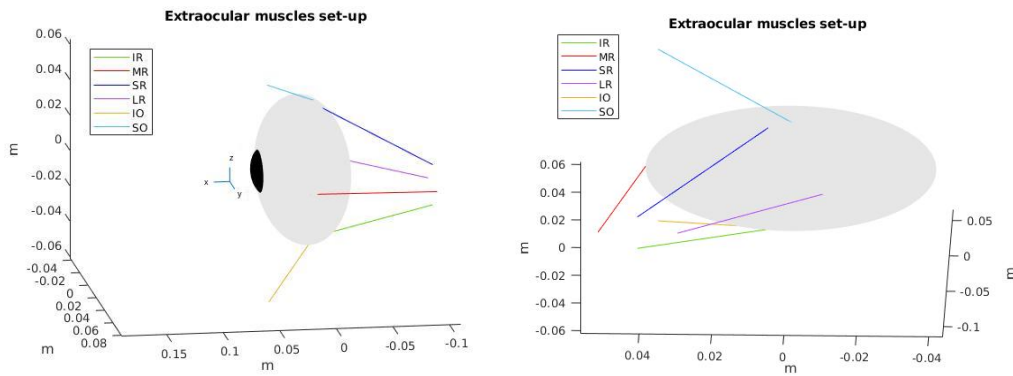 Extraocular muscles set-up
IR
MR
SR
LR
IO
SO
0.06
0.04
0.02
0
-0.02
-0.04
-0.06
m
z
x
y
-0.04
-0.02
0
0.02
0.04
0.06
0.08
m
0.15
0.1
0.05
0
-0.05
-0.1
m
Extraocular muscles set-up
IR
MR
SR
LR
IO
SO
0.06
0.04
0.02
0
-0.02
-0.04
-0.06
m
0.04
0.02
0
-0.02
-0.04
m
0.05
0
-0.05
-0.1
m